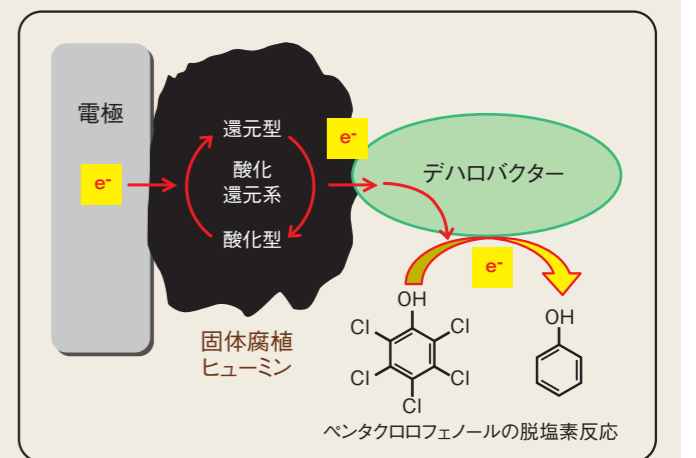 電極
e-
還元型
酸化
還元系
酸化型
e-
デハロバクター
e-
固体腐植
ヒューミン
OH
Cl
Cl
Cl
Cl
Cl
OH
ペンタクロロフェノールの脱塩素反応